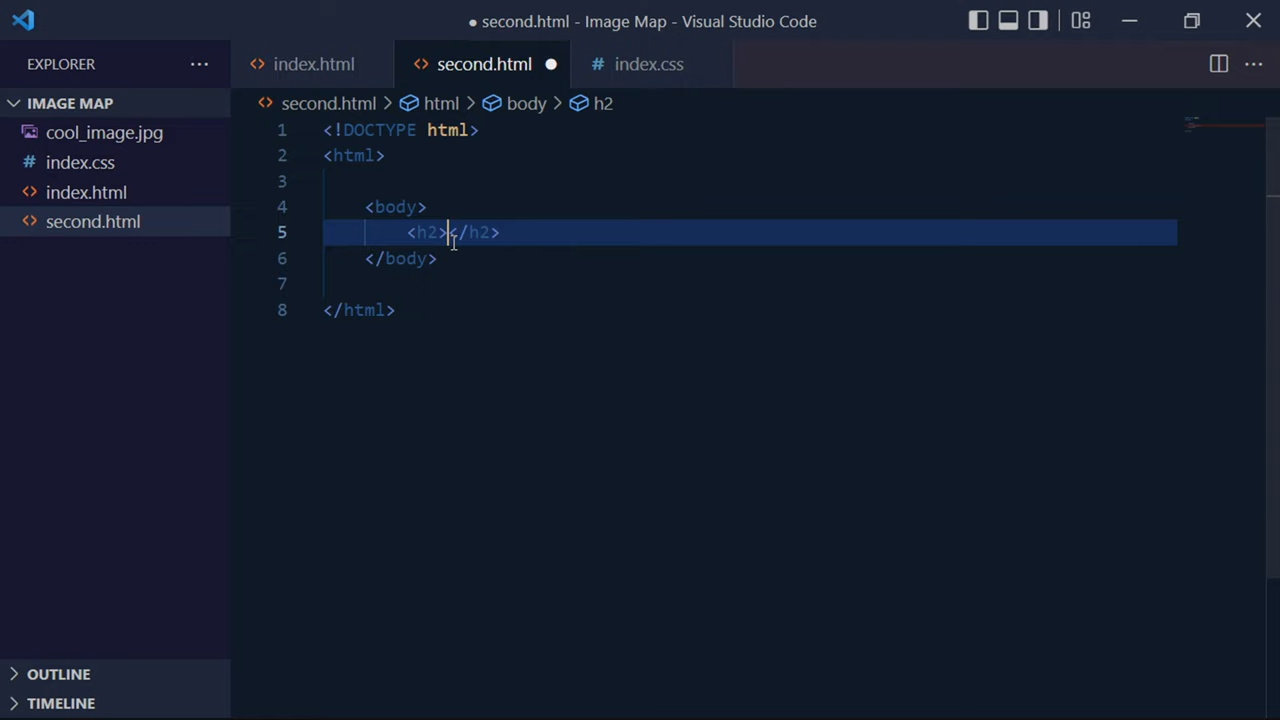 ● second.html - Image Map - Visual Studio Code
EXPLORER
index.html
second.html
# index.css
IMAGE MAP
second.html > html > body > h2
cool_image.jpg
# index.css
<> index.html
<> second.html
1 <!DOCTYPE html>
2 <html>
3
4 <body>
5 <h2></h2>
6 </body>
7
8 </html>
OUTLINE
TIMELINE